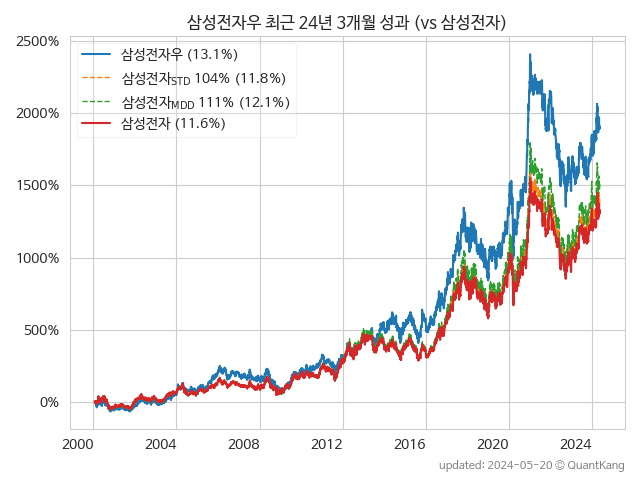 삼성전자우 최근 24년 3개월 성과 (vs 삼성전자)
2500%
2000%
1500%
1000%
500%
0%
삼성전자우 (13.1%)
삼성전자STD 104% (11.8%)
삼성전자MDD 111% (12.1%)
삼성전자 (11.6%)
2000 2004 2008 2012 2016 2020 2024
updated: 2024-05-20 © QuantKang